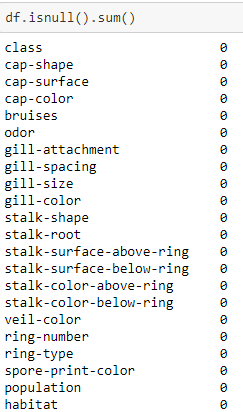 df.isnull().sum()
class 0
cap-shape 0
cap-surface 0
cap-color 0
bruises 0
odor 0
gill-attachment 0
gill-spacing 0
gill-size 0
gill-color 0
stalk-shape 0
stalk-root 0
stalk-surface-above-ring 0
stalk-surface-below-ring 0
stalk-color-above-ring 0
stalk-color-below-ring 0
veil-color 0
ring-number 0
ring-type 0
spore-print-color 0
population 0
habitat 0